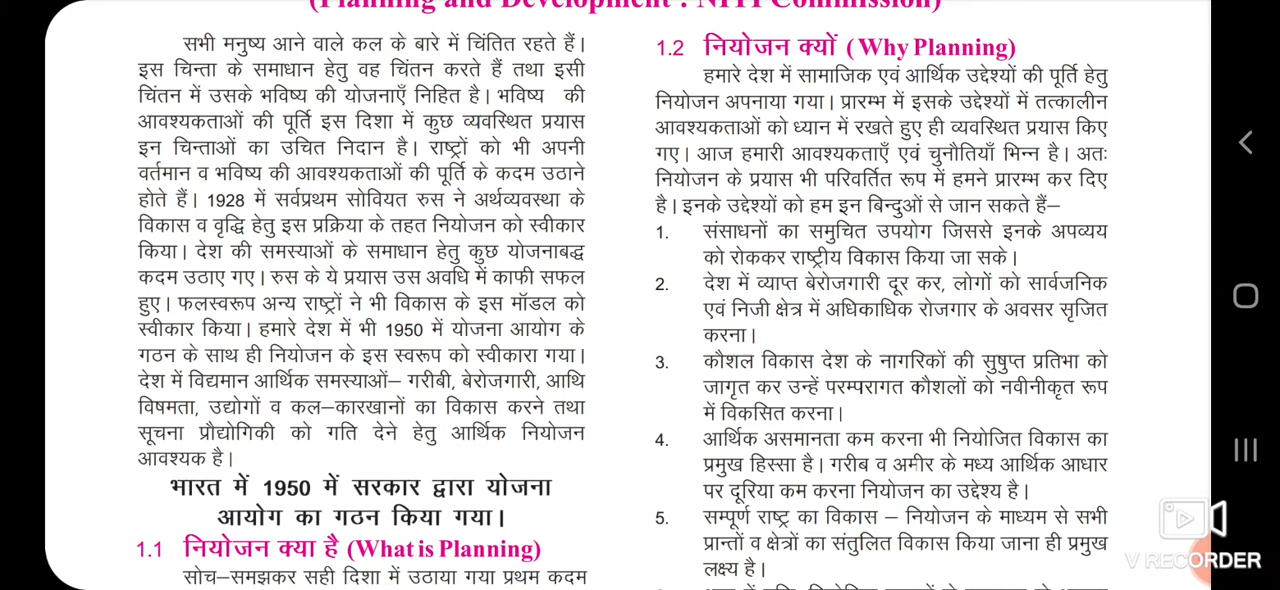 (Planning and Development : NITI Commission)
सभी मनुष्य आने वाले कल के बारे में चिंतित रहते हैं।
इस चिन्ता के समाधान हेतु वह चिंतन करते हैं तथा इसी
चिंतन में उसके भविष्य की योजनाएँ निहित है। भविष्य की
आवश्यकताओं की पूर्ति इस दिशा में कुछ व्यवस्थित प्रयास
इन चिन्ताओं का उचित निदान है। राष्ट्रों को भी अपनी
वर्तमान व भविष्य की आवश्यकताओं की पूर्ति के कदम उठाने
होते हैं। 1928 में सर्वप्रथम सोवियत रुस ने अर्थव्यवस्था के
विकास व वृद्धि हेतु इस प्रक्रिया के तहत नियोजन को स्वीकार
किया। देश की समस्याओं के समाधान हेतु कुछ योजनाबद्ध
कदम उठाए गए। रुस के ये प्रयास उस अवधि में काफी सफल
हुए। फलस्वरूप अन्य राष्ट्रों ने भी विकास के इस मॉडल को
स्वीकार किया। हमारे देश में भी 1950 में योजना आयोग के
गठन के साथ ही नियोजन के इस स्वरूप को स्वीकारा गया।
देश में विद्यमान आर्थिक समस्याओं– गरीबी, बेरोजगारी, आथि
विषमता, उद्योगों व कल–कारखानों का विकास करने तथा
सूचना प्रौद्योगिकी को गति देने हेतु आर्थिक नियोजन
आवश्यक है।
भारत में 1950 में सरकार द्वारा योजना
आयोग का गठन किया गया।
1.1 नियोजन क्या है (What is Planning)
सोच–समझकर सही दिशा में उठाया गया प्रथम कदम
1.2 नियोजन क्यों ( Why Planning)
हमारे देश में सामाजिक एवं आर्थिक उद्देश्यों की पूर्ति हेतु
नियोजन अपनाया गया। प्रारम्भ में इसके उद्देश्यों में तत्कालीन
आवश्यकताओं को ध्यान में रखते हुए ही व्यवस्थित प्रयास किए
गए। आज हमारी आवश्यकताएँ एवं चुनौतियाँ भिन्न है। अतः
नियोजन के प्रयास भी परिवर्तित रूप में हमने प्रारम्भ कर दिए
है। इनके उद्देश्यों को हम इन बिन्दुओं से जान सकते हैं–
1. संसाधनों का समुचित उपयोग जिससे इनके अपव्यय
को रोककर राष्ट्रीय विकास किया जा सके।
2. देश में व्याप्त बेरोजगारी दूर कर, लोगों को सार्वजनिक
एवं निजी क्षेत्र में अधिकाधिक रोजगार के अवसर सृजित
करना।
3. कौशल विकास देश के नागरिकों की सुषुप्त प्रतिभा को
जागृत कर उन्हें परम्परागत कौशलों को नवीनीकृत रूप
में विकसित करना।
4. आर्थिक असमानता कम करना भी नियोजित विकास का
प्रमुख हिस्सा है। गरीब व अमीर के मध्य आर्थिक आधार
पर दूरिया कम करना नियोजन का उद्देश्य है।
5. सम्पूर्ण राष्ट्र का विकास – नियोजन के माध्यम से सभी
प्रान्तों व क्षेत्रों का संतुलित विकास किया जाना ही प्रमुख
लक्ष्य है।
V RECORDER